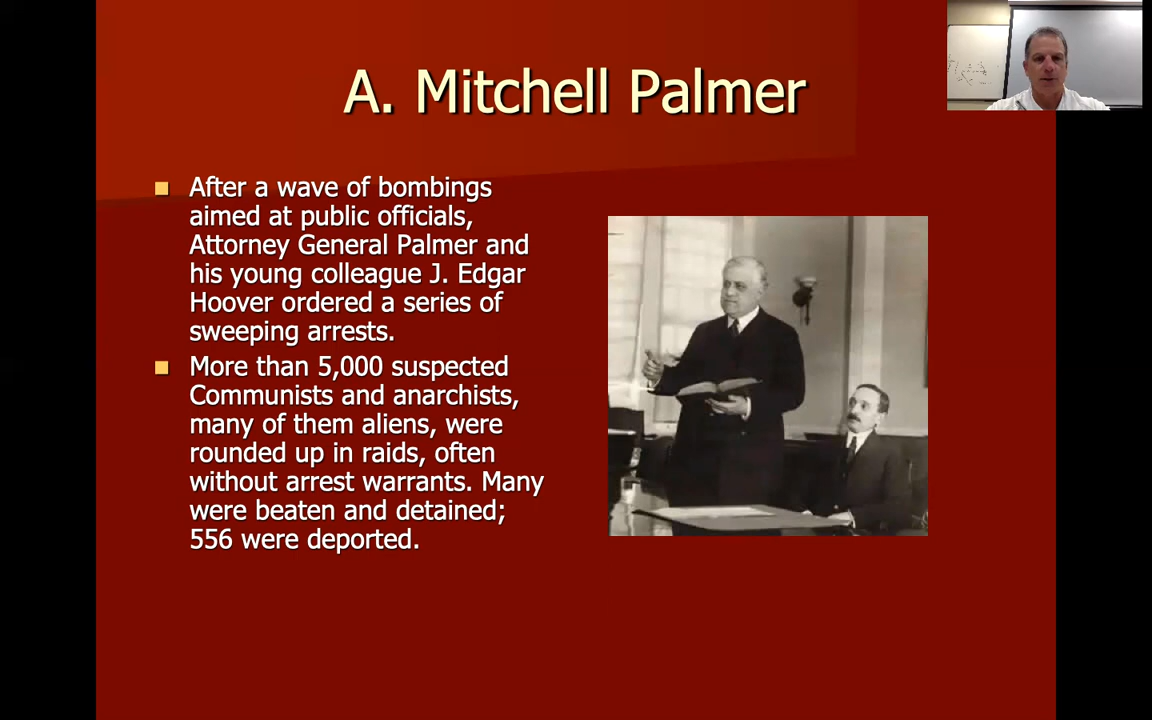 A. Mitchell Palmer
After a wave of bombings
aimed at public officials,
Attorney General Palmer and
his young colleague J. Edgar
Hoover ordered a series of
sweeping arrests.
More than 5,000 suspected
Communists and anarchists,
many of them aliens, were
rounded up in raids, often
without arrest warrants. Many
were beaten and detained;
556 were deported.